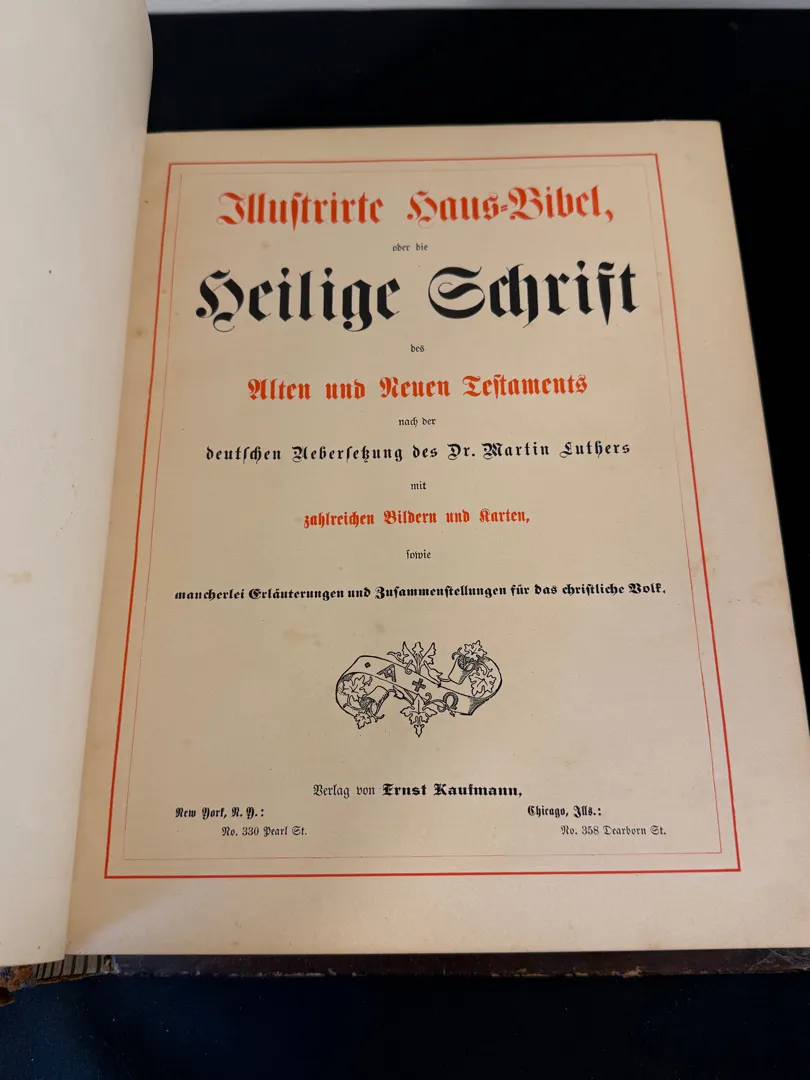 Illustrirte Haus-Bibel,
oder die
Heilige Schrift
des
Alten und Neuen Testaments
nach der
deutschen Uebersetzung des Dr. Martin Luthers
mit
zahlreichen Bildern und Karten,
sowie
mancherlei Erläuterungen und Zusammenstellungen für das christliche Volk.
A + Ω
Verlag von Ernst Kaufmann,
New York, N. Y.:
No. 330 Pearl St.
Chicago, Ills.:
No. 358 Dearborn St.